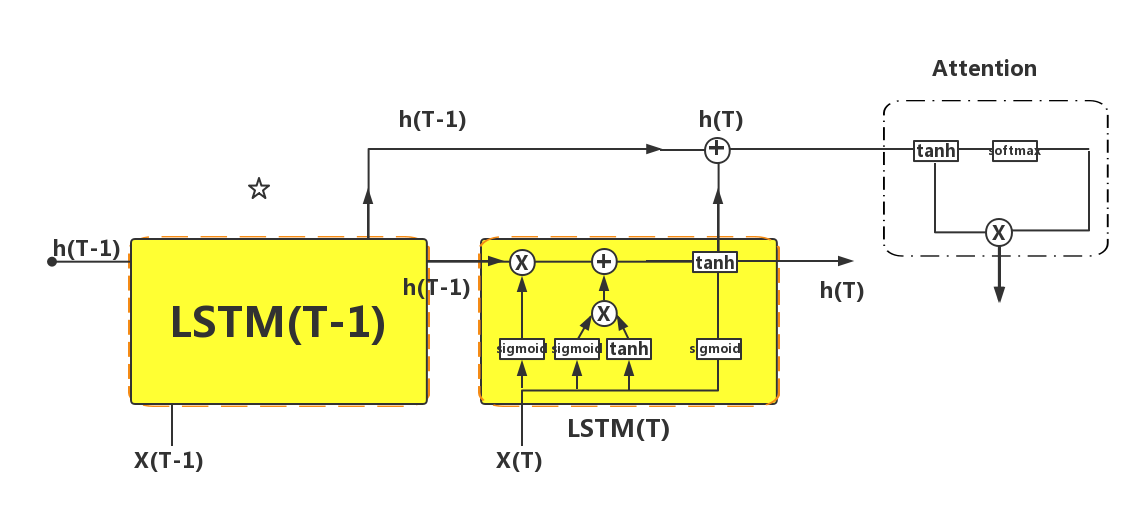 Attention
h(T-1)
h(T)
+
tanh
softmax
X
h(T-1)
LSTM(T-1)
h(T-1)
X
+
tanh
h(T)
X
sigmoid
sigmoid
tanh
sigmoid
LSTM(T)
X(T-1)
X(T)